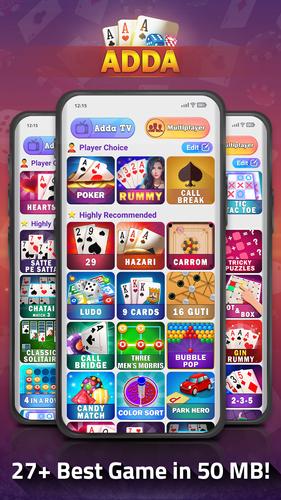 ADDA
12:15
Player C
HEARTS
SATTE
PE SATTA
CHATAI
MATCH 3
CLASSIC
SOLITAIRE
4 IN A ROW
12:15
Adda TV
Multiplayer
Player Choice
Edit
POKER
RUMMY
CALL
BREAK
Highly Recommended
29
HAZARI
CARROM
LUDO
9 CARDS
16 GUTI
CALL
BRIDGE
THREE
MEN'S MORRIS
BUBBLE
POP
CANDY
MATCH
COLOR SORT
PARK HERO
Edit
TIC
TAC TOE
TRICKY
PUZZLES
BOX
GIN
RUMMY
2-3-5
27+ Best Game in 50 MB!